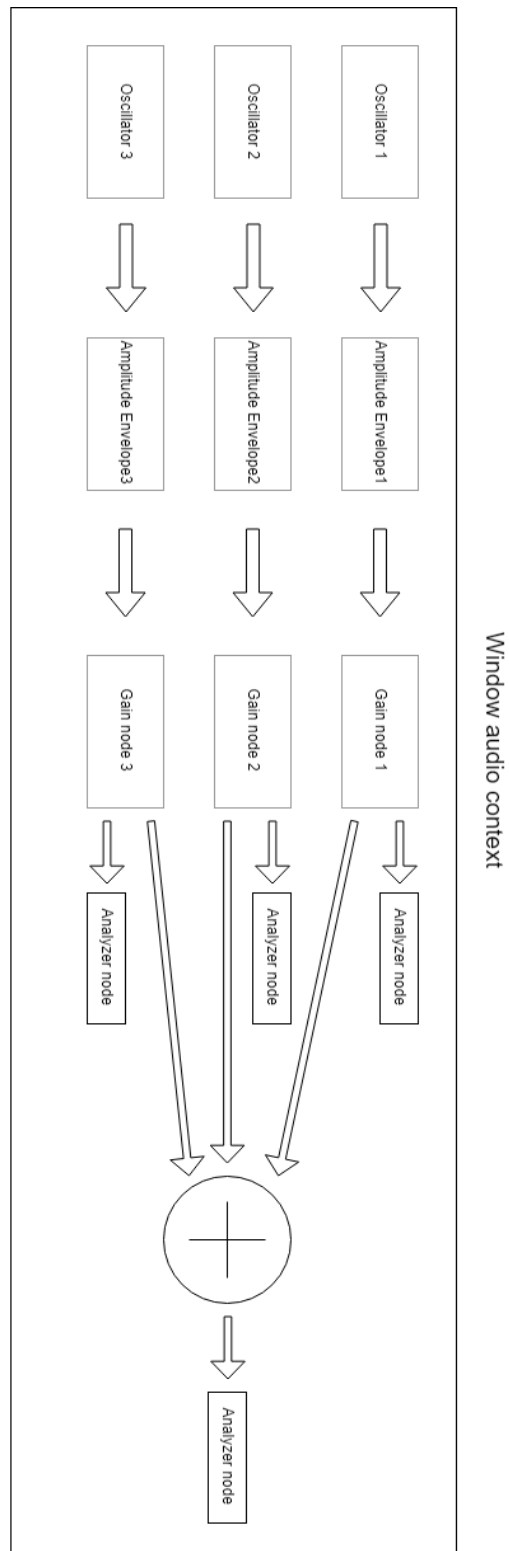 Window audio context
Oscillator 1
Amplitude Envelope1
Gain node 1
Analyzer node
Oscillator 2
Amplitude Envelope2
Gain node 2
Analyzer node
Oscillator 3
Amplitude Envelope3
Gain node 3
Analyzer node
Analyzer node